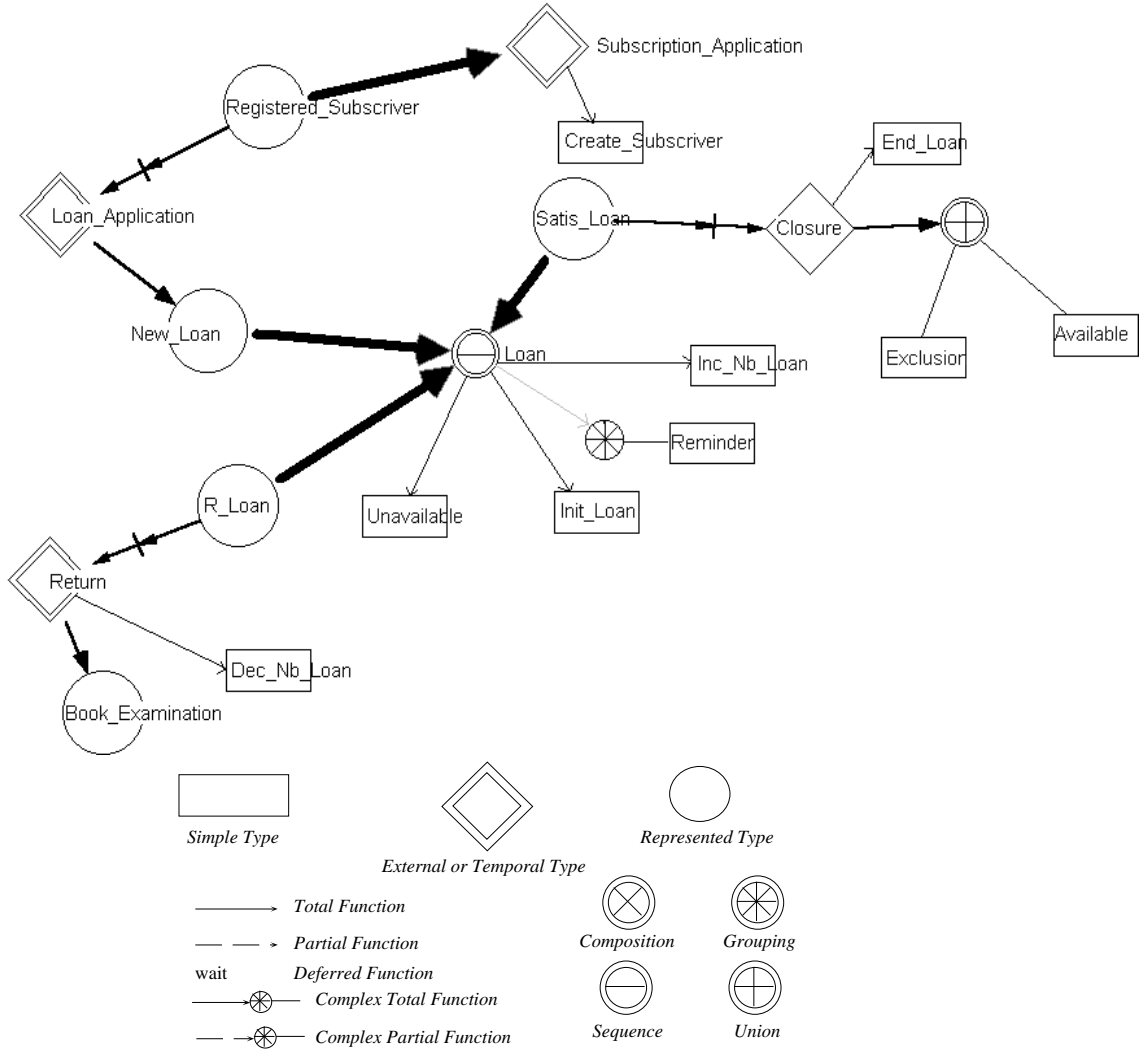 Subscription_Application
Registered_Subscriver
Create_Subscriver
End_Loan
Loan_Application
Satis_Loan
Closure
New_Loan
Loan
Available
Exclusion
Inc_Nb_Loan
Reminder
R_Loan
Unavailable
Init_Loan
Return
Dec_Nb_Loan
Book_Examination
Simple Type
External or Temporal Type
Represented Type
Total Function
Partial Function
wait Deferred Function
Complex Total Function
Complex Partial Function
Composition
Grouping
Sequence
Union